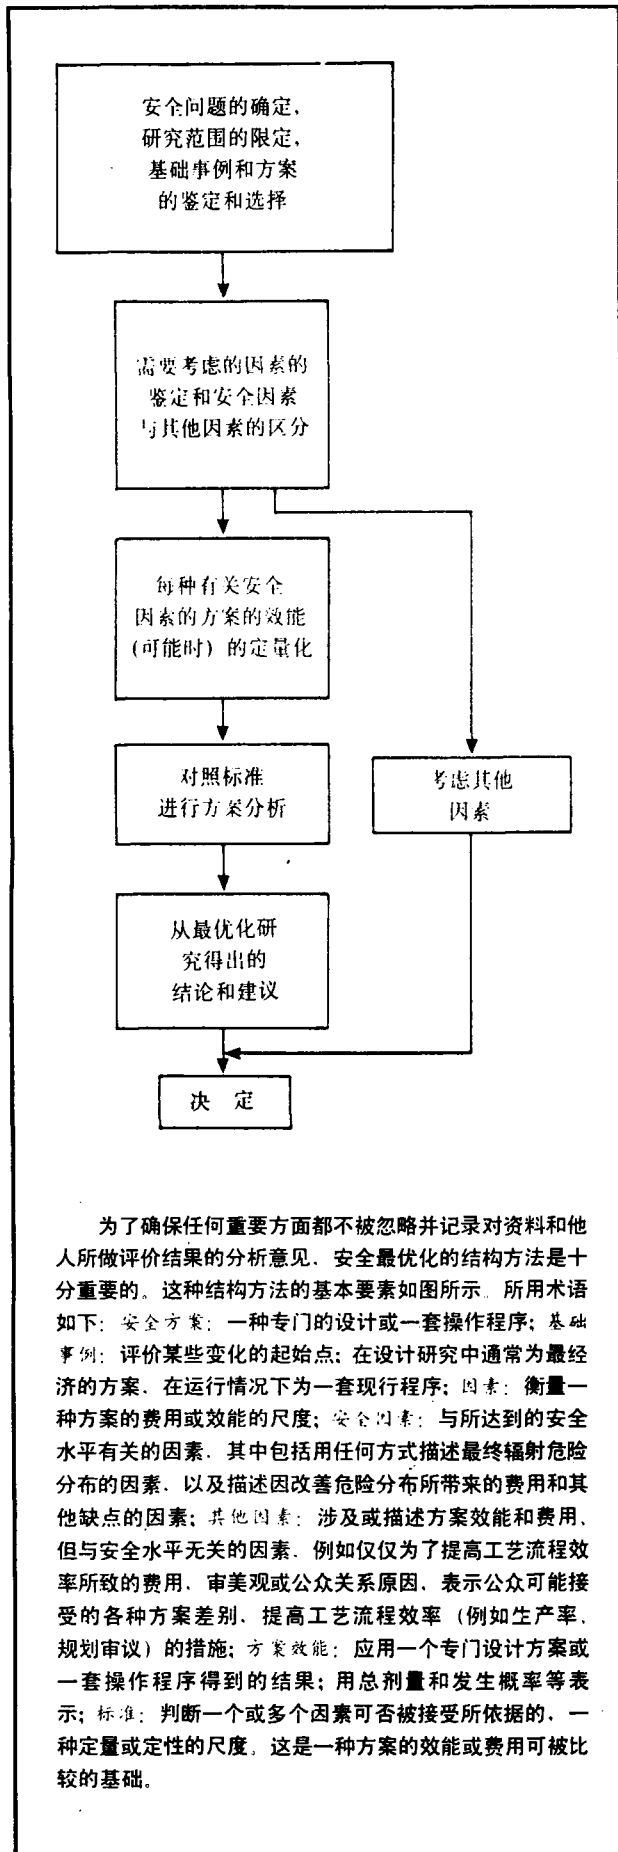 安全问题的确定，
研究范围的限定，
基础事例和方案
的鉴定和选择
需要考虑的因素的
鉴定和安全因素
与其他因素的区分
每种有关安全
因素的方案的效能
（可能时）的定量化
对照标准
进行方案分析
考虑其他
因素
从最优化研
究得出的
结论和建议
决 定
为了确保任何重要方面都不被忽略并记录对资料和他
人所做评价结果的分析意见，安全最优化的结构方法是十
分重要的。这种结构方法的基本要素如图所示。所用术语
如下：安全方案：一种专门的设计或一套操作程序；基础
事例：评价某些变化的起始点；在设计研究中通常为最经
济的方案，在运行情况下为一套现行程序；因素：衡量一
种方案的费用或效能的尺度；安全因素：与所达到的安全
水平有关的因素，其中包括用任何方式描述最终辐射危险
分布的因素，以及描述因改善危险分布所带来的费用和其
他缺点的因素；其他因素：涉及或描述方案效能和费用，
但与安全水平无关的因素，例如仅仅为了提高工艺流程效
率所致的费用，审美观或公众关系原因，表示公众可能接
受的各种方案差别，提高工艺流程效率（例如生产率，
规划审议）的措施；方案效能：应用一个专门设计方案或
一套操作程序得到的结果；用总剂量和发生概率等表
示；标准：判断一个或多个因素可否被接受所依据的，一
种定量或定性的尺度。这是一种方案的效能或费用可被比
较的基础。